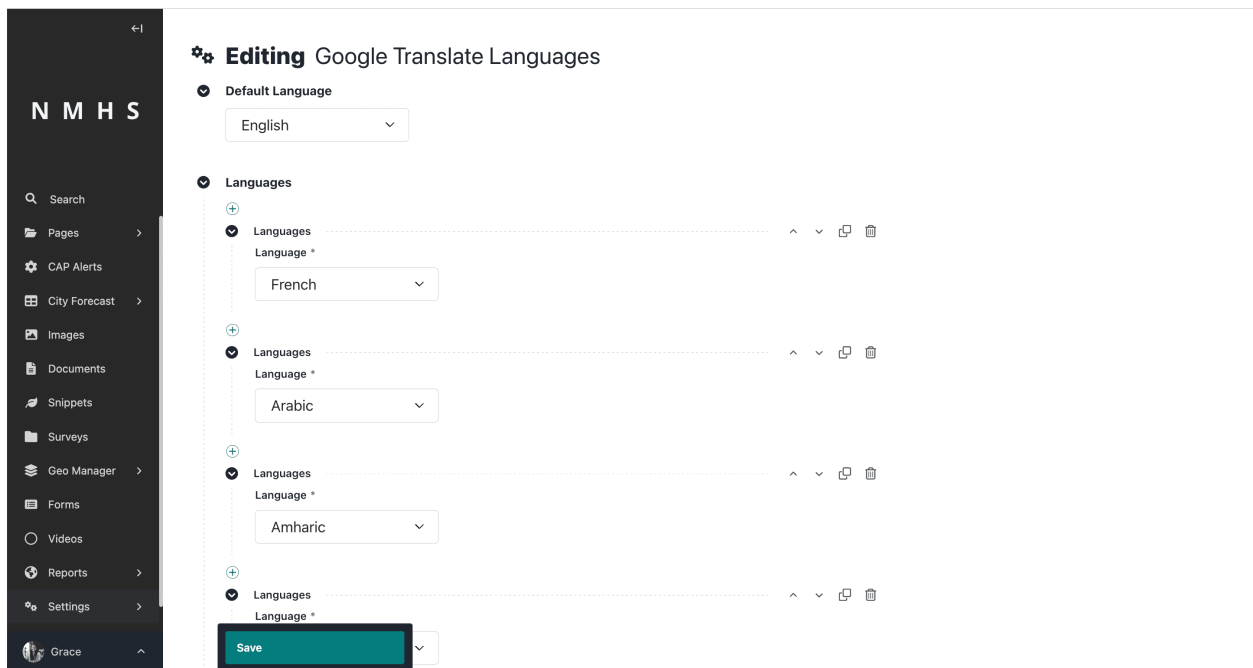 Editing Google Translate Languages
Default Language
English
NMHS
Languages
Search
Pages
Languages
Language *
CAP Alerts
French
City Forecast
Images
Languages
Documents
Language *
Snippets
Arabic
Surveys
Geo Manager
Languages
Language *
Forms
Amharic
Videos
Reports
Languages
Settings
Language *
Save
Grace